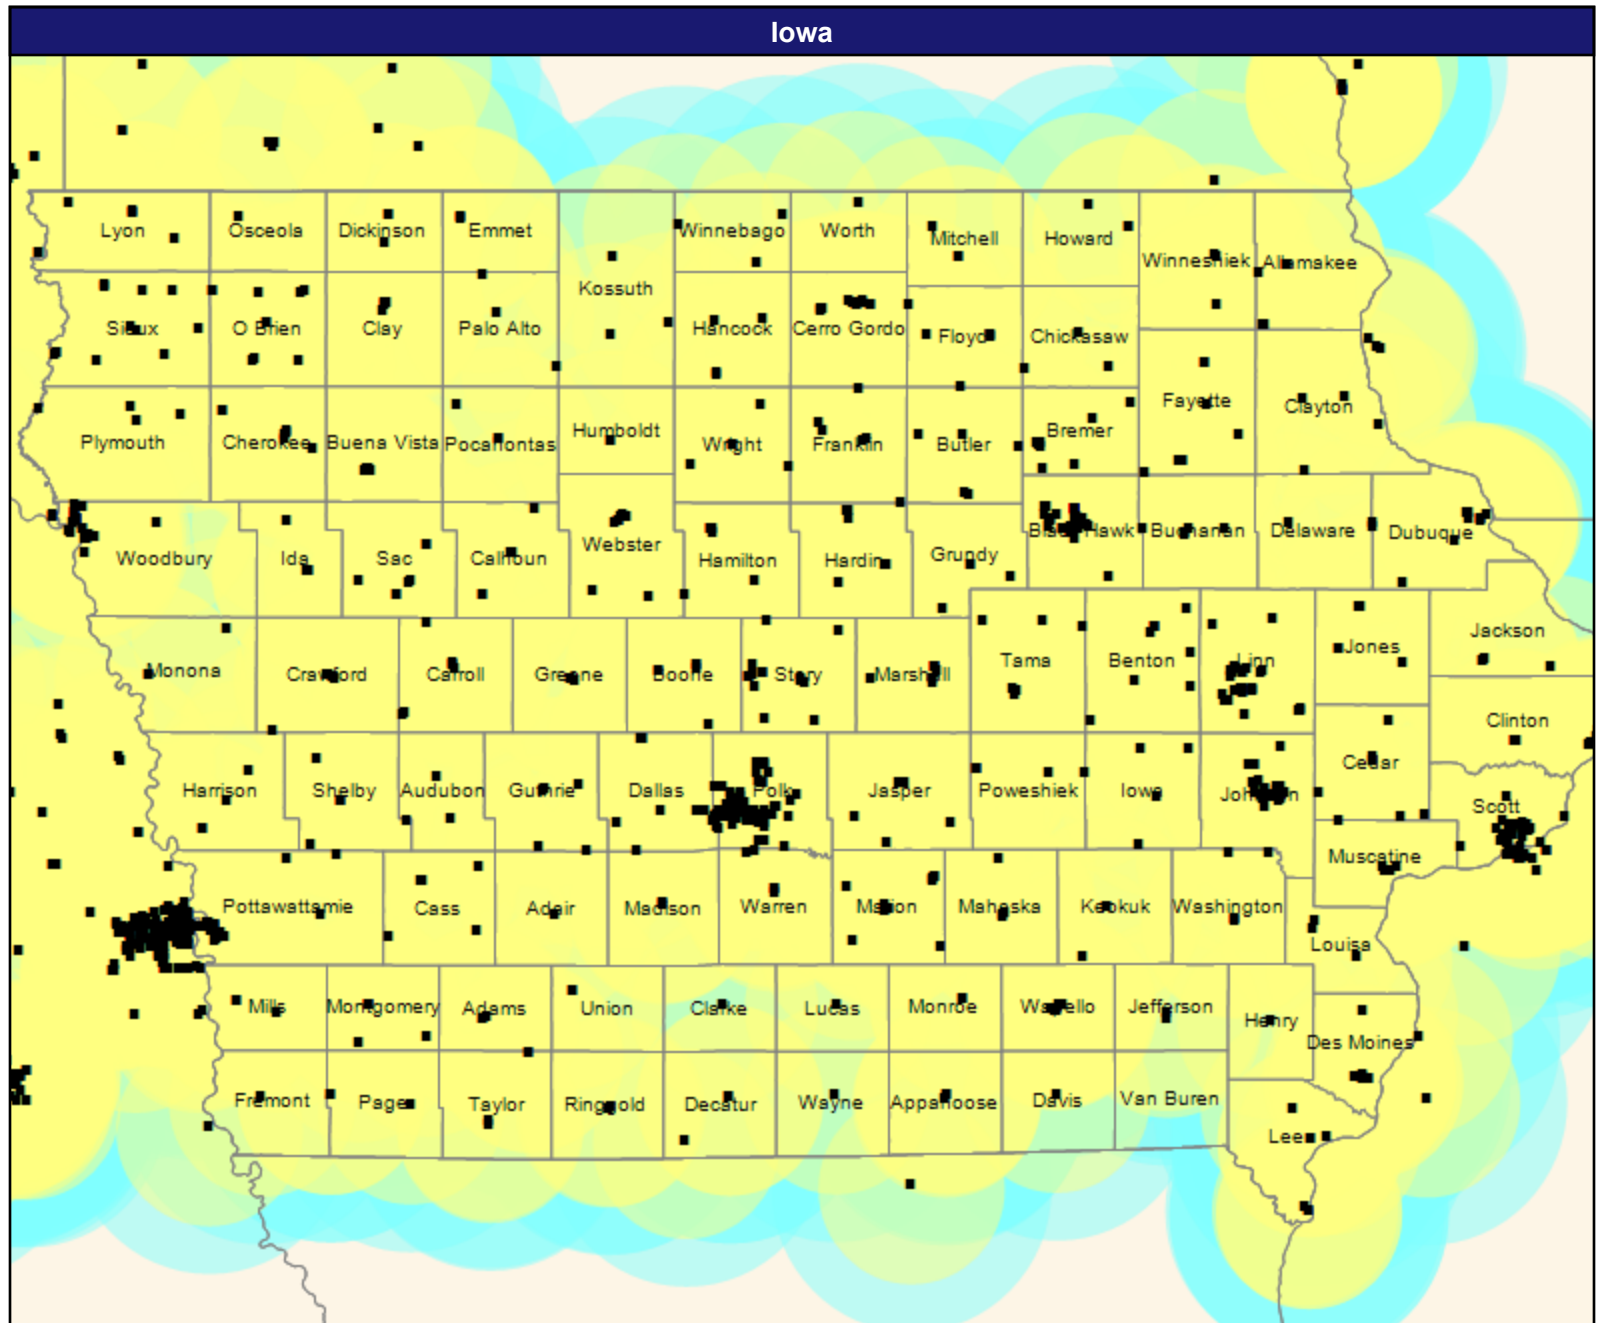 Iowa
Lyon
Osceola
Dickinson
Emmet
Winnebago
Worth
Mitchell
Howard
Winneshiek
Allamakee
Kossuth
Sioux
O Brien
Clay
Palo Alto
Hancock
Cerro Gordo
Floyd
Chickasaw
Fayette
Clayton
Plymouth
Cherokee
Buena Vista
Pocahontas
Humboldt
Wright
Franklin
Butler
Bremer
Woodbury
Ida
Sac
Calhoun
Webster
Hamilton
Hardin
Grundy
Black Hawk
Buchanan
Delaware
Dubuque
Monona
Crawford
Carroll
Greene
Boone
Story
Marshall
Tama
Benton
Linn
Jones
Jackson
Clinton
Cedar
Harrison
Shelby
Audubon
Guthrie
Dallas
Polk
Jasper
Poweshiek
Iowa
Johnson
Scott
Muscatine
Pottawattamie
Cass
Adair
Madison
Warren
Marion
Mahaska
Keokuk
Washington
Louisa
Mills
Montgomery
Adams
Union
Clarke
Lucas
Monroe
Wapello
Jefferson
Henry
Des Moines
Fremont
Page
Taylor
Ringgold
Decatur
Wayne
Appanoose
Davis
Van Buren
Lee